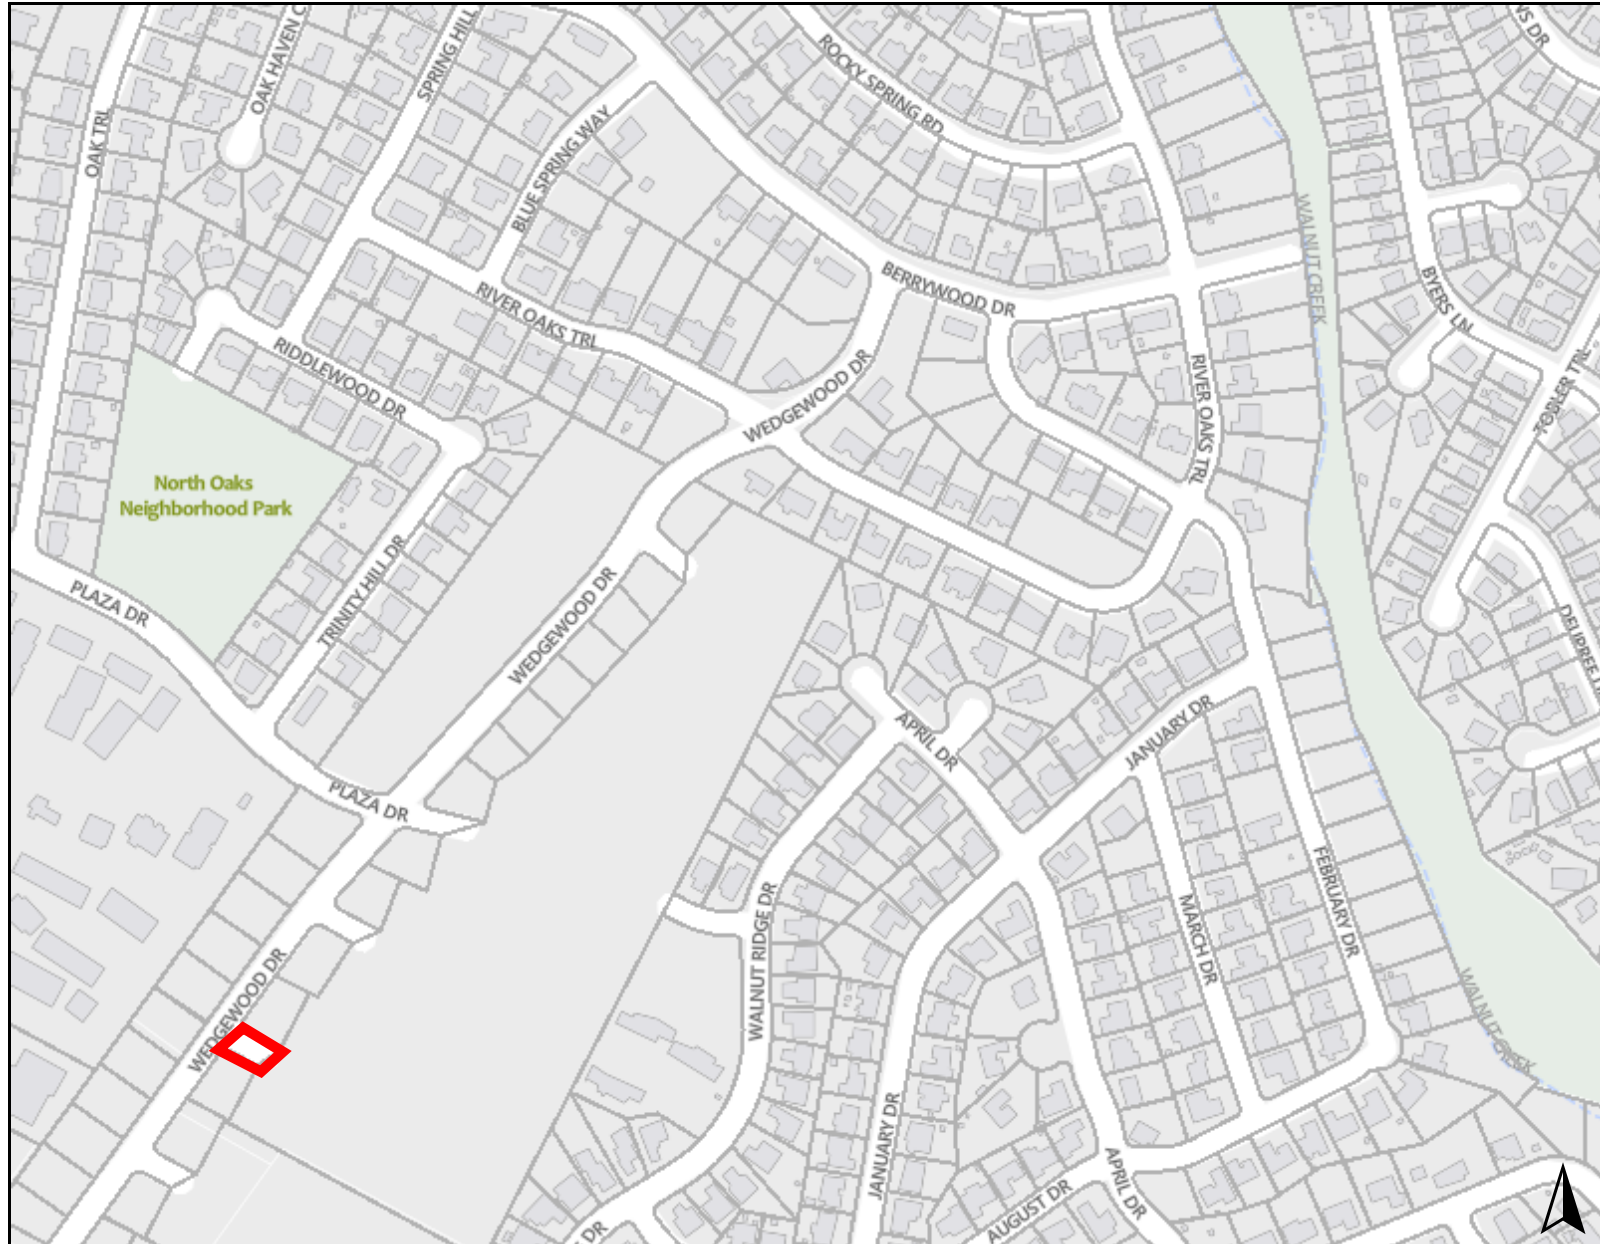 OAK HAVEN C
SPRING HILL
NS DR
ROCKY SPRING RD
OAK TRL
BLUE SPRING WAY
WALNUT CREEK
BERRYWOOD DR
BYERS LN
RIVER OAKS TRL
RIDDLEWOOD DR
WEDGEWOOD DR
RIVER OAKS TRL
TOBLER TRL
North Oaks
Neighborhood Park
PLAZA DR
TRINITY HILL DR
WEDGEWOOD DR
DEUPREE
APRIL DR
JANUARY DR
PLAZA DR
FEBRUARY DR
MARCH DR
WALNUT RIDGE DR
WEDGEWOOD DR
WALNUT CREEK
JANUARY DR
APRIL DR
AUGUST DR
DR